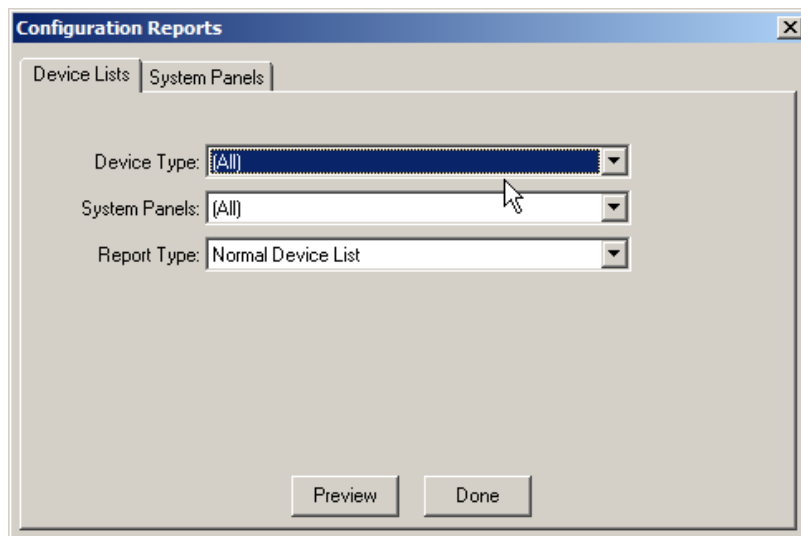 Configuration Reports
Device Lists System Panels
Device Type: (All)
System Panels: (All)
Report Type: Normal Device List
Preview Done